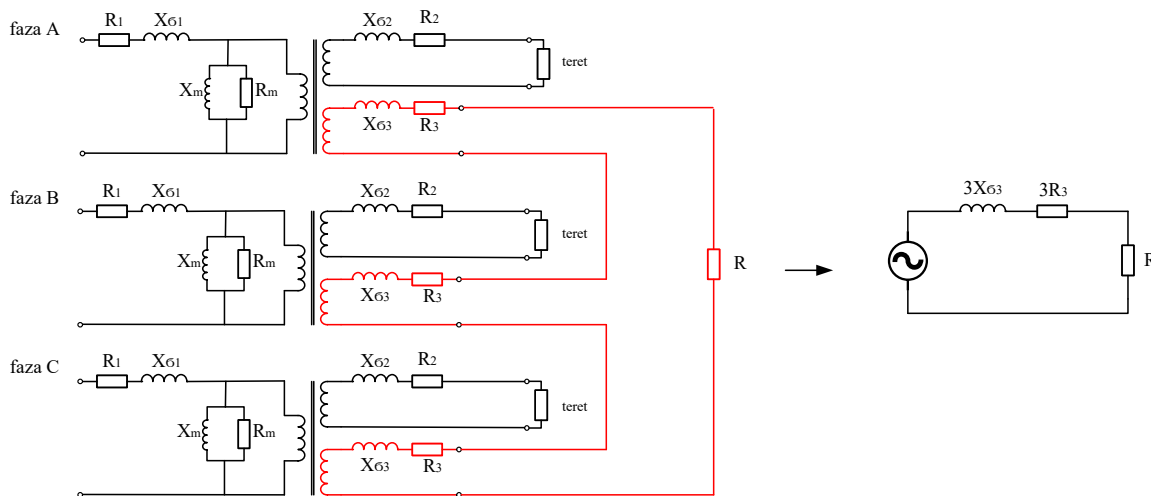 faza A
R1 Xσ1
Xσ2 R2
teret
Xm Rm
Xσ3 R3
faza B
R1 Xσ1
Xσ2 R2
teret
Xm Rm
Xσ3 R3
R
3Xσ3 3R3
R
faza C
R1 Xσ1
Xσ2 R2
teret
Xm Rm
Xσ3 R3